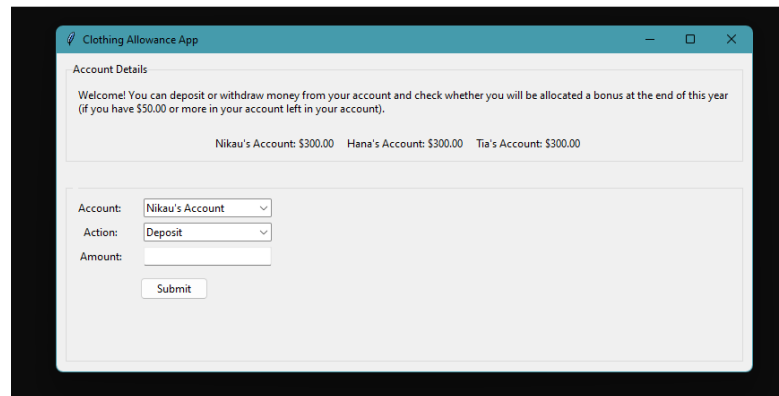 Clothing Allowance App
Account Details
Welcome! You can deposit or withdraw money from your account and check whether you will be allocated a bonus at the end of this year
(if you have $50.00 or more in your account left in your account).
Nikau's Account: $300.00 Hana's Account: $300.00 Tia's Account: $300.00
Account: Nikau's Account
Action: Deposit
Amount:
Submit